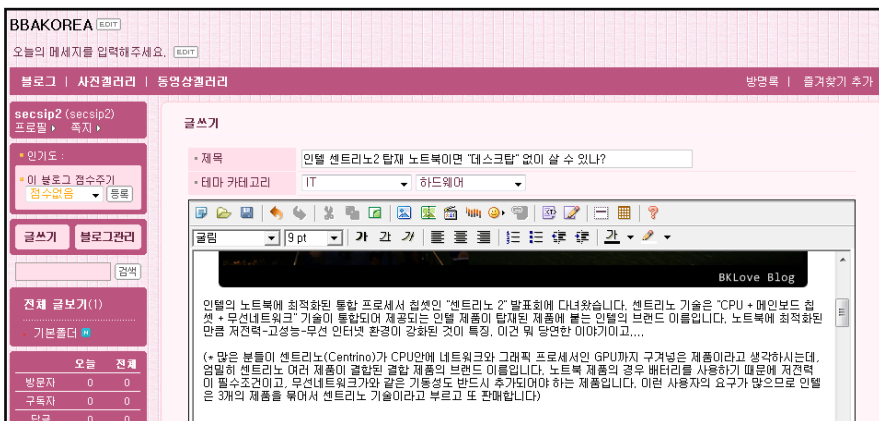 BBAKOREA EDIT
오늘의 메세지를 입력해주세요. EDIT
블로그 | 사진갤러리 | 동영상갤러리
방명록 | 즐겨찾기 추가
secsip2 (secsip2)
프로필 쪽지
인기도 :
이 블로그 점수주기
점수없음 등록
글쓰기 블로그관리
검색
전체 글보기(1)
기본폴더 N
오늘 전체
방문자 0 0
구독자 0 0
답글 0 0
글쓰기
제목 인텔 센트리노2 탑재 노트북이면 "데스크탑" 없이 살 수 있나?
테마 카테고리 IT 하드웨어
굴림 9 pt 가 가 가 가
BKLove Blog
인텔의 노트북에 최적화된 통합 프로세서 칩셋인 "센트리노 2" 발표회에 다녀왔습니다. 센트리노 기술은 "CPU + 메인보드 칩
셋 + 무선네트워크" 기술이 통합되어 제공되는 인텔 제품이 탑재된 제품에 붙는 인텔의 브랜드 이름입니다. 노트북에 최적화된
만큼 저전력-고성능-무선 인터넷 환경이 강화된 것이 특징, 이건 뭐 당연한 이야기이고....
(* 많은 분들이 센트리노(Centrino)가 CPU안에 네트워크와 그래픽 프로세서인 GPU까지 구겨넣은 제품이라고 생각하시는데,
엄밀히 센트리노 여러 제품이 결합된 결합 제품의 브랜드 이름입니다. 노트북 제품의 경우 배터리를 사용하기 때문에 저전력
이 필수조건이고, 무선네트워크가와 같은 기동성도 반드시 추가되어야 하는 제품입니다. 이런 사용자의 요구가 많으므로 인텔
은 3개의 제품을 묶어서 센트리노 기술이라고 부르고 또 판매합니다)